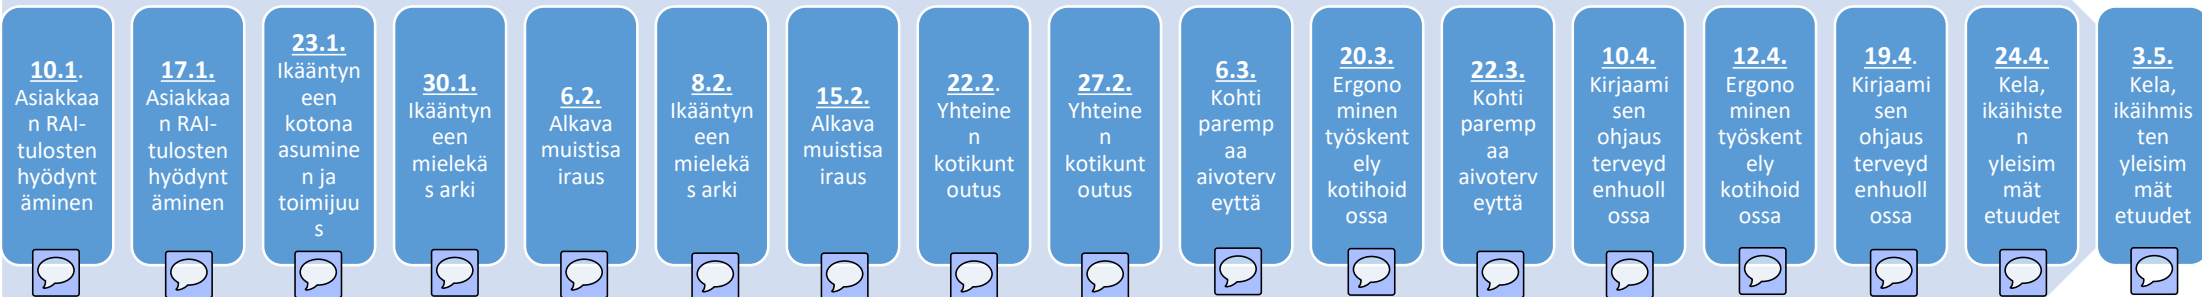 10.1.
Asiakkaa
n RAI-
tulosten
hyödynt
äminen
17.1.
Asiakkaa
n RAI-
tulosten
hyödynt
äminen
23.1.
Ikääntyn
een
kotona
asumine
n ja
toimijuu
s
30.1.
Ikääntyn
een
mielekä
s arki
6.2.
Alkava
muistisa
iraus
8.2.
Ikääntyn
een
mielekä
s arki
15.2.
Alkava
muistisa
iraus
22.2.
Yhteine
n
kotikunt
outus
27.2.
Yhteine
n
kotikunt
outus
6.3.
Kohti
paremp
aa
aivoterv
eyttä
20.3.
Ergono
minen
työskent
ely
kotihoid
ossa
22.3.
Kohti
paremp
aa
aivoterv
eyttä
10.4.
Kirjaami
sen
ohjaus
terveyd
enhuoll
ossa
12.4.
Ergono
minen
työskent
ely
kotihoid
ossa
19.4.
Kirjaami
sen
ohjaus
terveyd
enhuoll
ossa
24.4.
Kela,
ikäihiste
n
yleisim
mät
etuudet
3.5.
Kela,
ikäihmis
ten
yleisim
mät
etuudet